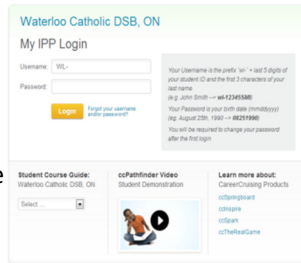 Waterloo Catholic DSB, ON
My IPP Login
Username: WL-
Password:
Login
Forgot your username
and/or password?
Your Username is the prefix 'wl-' + last 5 digits of
your student ID and the first 3 characters of your
last name
(e.g. John Smith --> wl-12345SMI)
Your Password is your birth date (mmddyyyy)
(eg. August 25th, 1990 --> 08251990)
You will be required to change your password
after the first login
Student Course Guide:
Waterloo Catholic DSB, ON
Select ...
ccPathfinder Video
Student Demonstration
Learn more about:
CareerCruising Products
ccSpringboard
ccInspire
ccSpark
ccTheRealGame
e